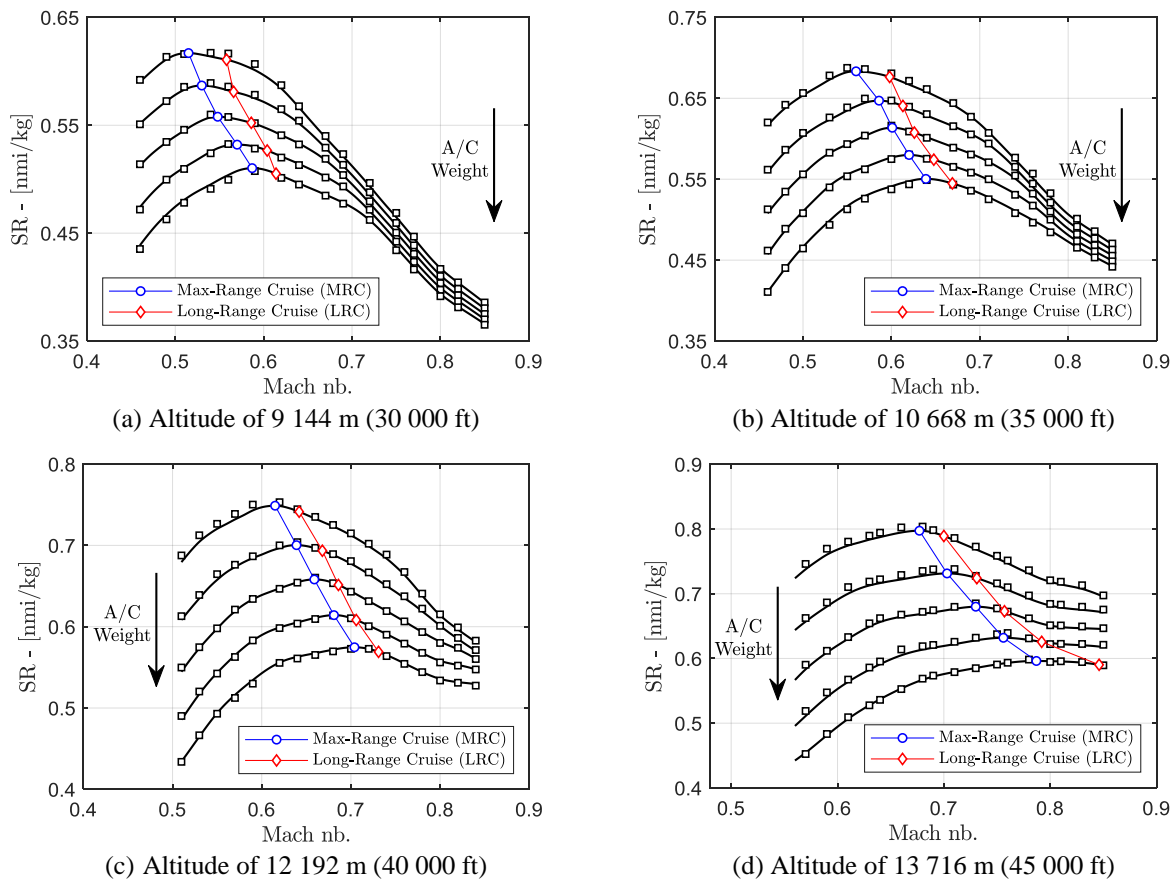 0.65
0.55
0.45
0.35
SR - [nmi/kg]
A/C
Weight
Max-Range Cruise (MRC)
Long-Range Cruise (LRC)
0.4 0.5 0.6 0.7 0.8 0.9
Mach nb.
(a) Altitude of 9 144 m (30 000 ft)
0.75
0.65
0.55
0.45
0.35
SR - [nmi/kg]
A/C
Weight
Max-Range Cruise (MRC)
Long-Range Cruise (LRC)
0.4 0.5 0.6 0.7 0.8 0.9
Mach nb.
(b) Altitude of 10 668 m (35 000 ft)
0.8
0.7
0.6
0.5
0.4
SR - [nmi/kg]
A/C
Weight
Max-Range Cruise (MRC)
Long-Range Cruise (LRC)
0.4 0.5 0.6 0.7 0.8 0.9
Mach nb.
(c) Altitude of 12 192 m (40 000 ft)
0.9
0.8
0.7
0.6
0.5
0.4
SR - [nmi/kg]
A/C
Weight
Max-Range Cruise (MRC)
Long-Range Cruise (LRC)
0.5 0.6 0.7 0.8 0.9
Mach nb.
(d) Altitude of 13 716 m (45 000 ft)